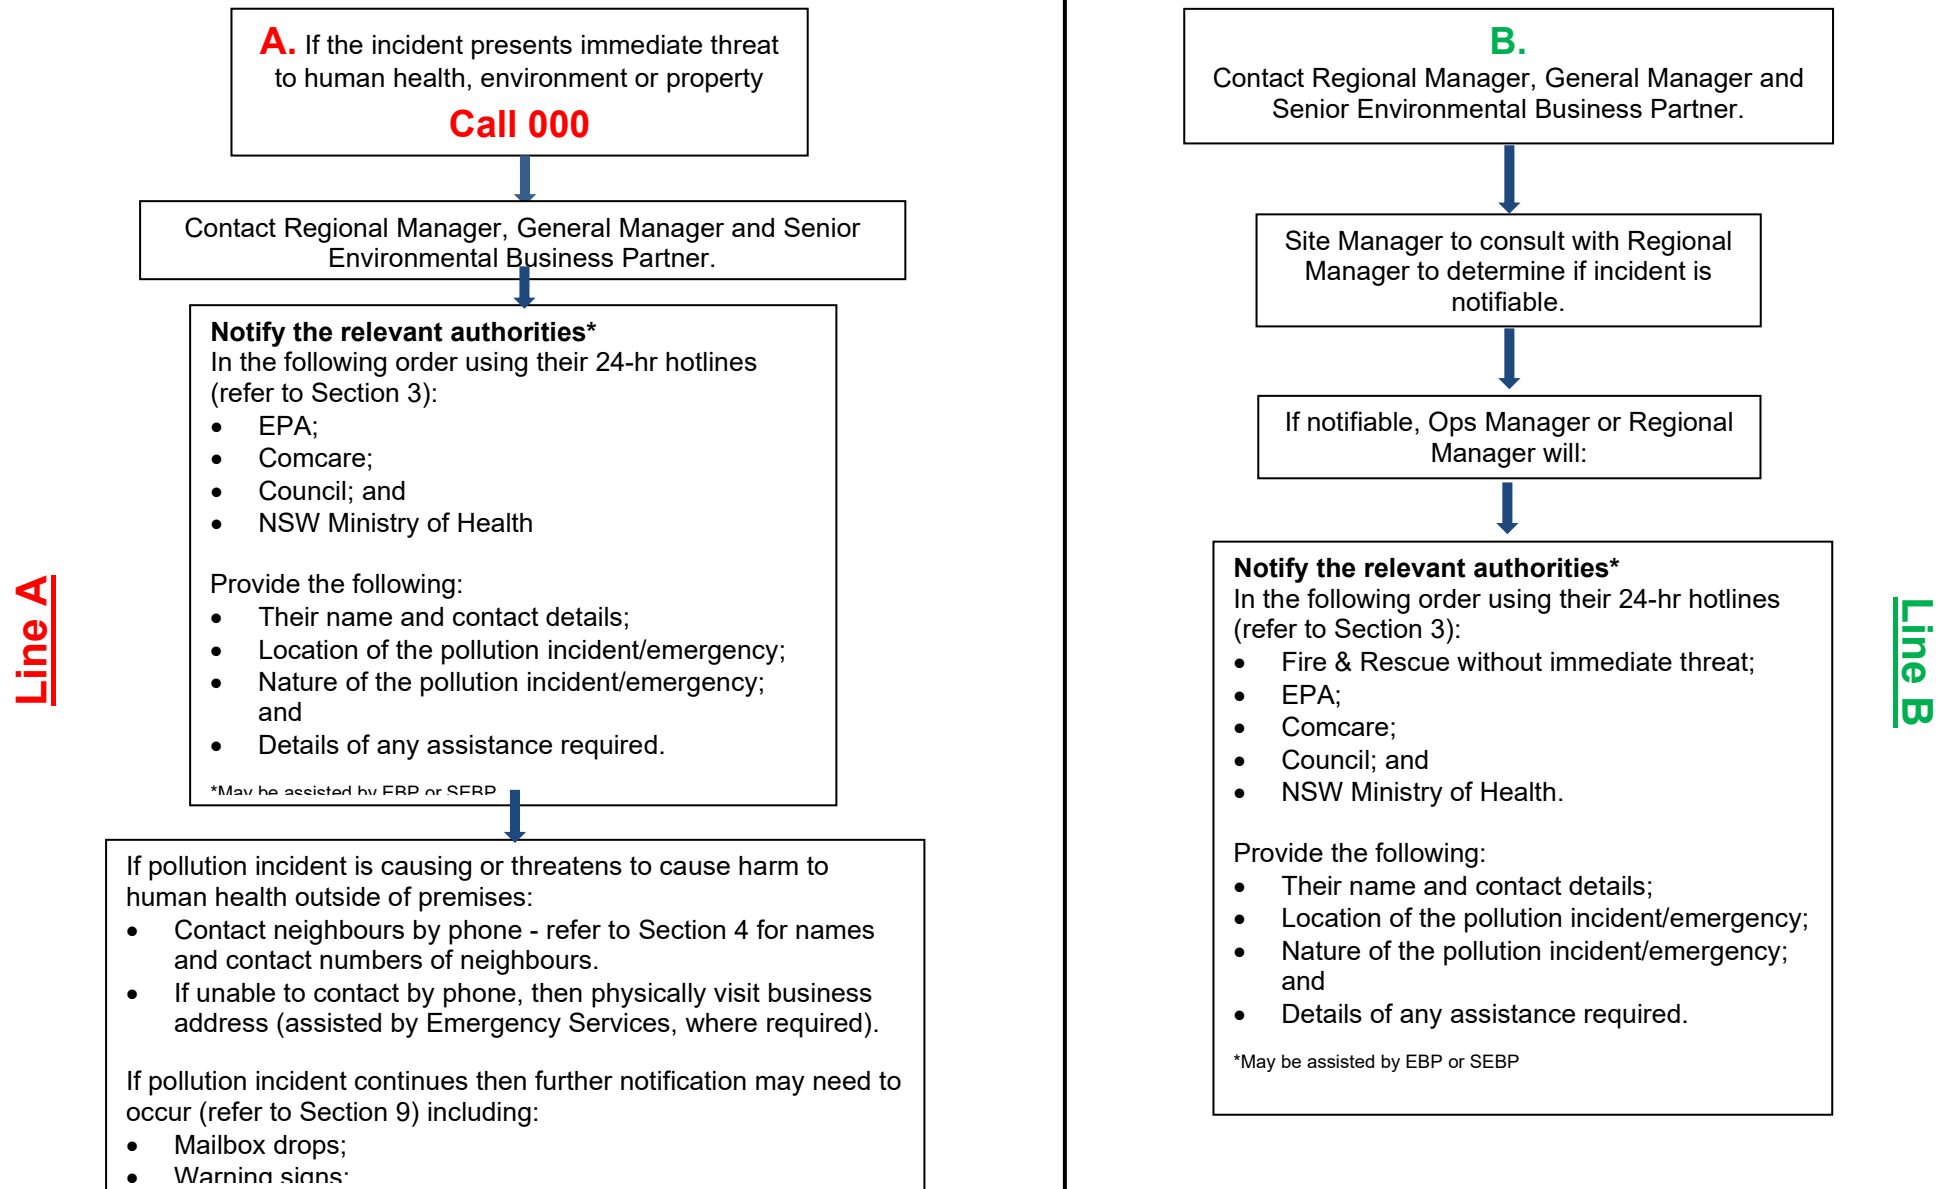 A. If the incident presents immediate threat
to human health, environment or property
Call 000
Contact Regional Manager, General Manager and Senior
Environmental Business Partner.
Notify the relevant authorities*
In the following order using their 24-hr hotlines
(refer to Section 3):
• EPA;
• Comcare;
• Council; and
• NSW Ministry of Health
Provide the following:
• Their name and contact details;
• Location of the pollution incident/emergency;
• Nature of the pollution incident/emergency;
and
• Details of any assistance required.
*May be assisted by EBP or SEBP
If pollution incident is causing or threatens to cause harm to
human health outside of premises:
• Contact neighbours by phone - refer to Section 4 for names
and contact numbers of neighbours.
• If unable to contact by phone, then physically visit business
address (assisted by Emergency Services, where required).
If pollution incident continues then further notification may need to
occur (refer to Section 9) including:
• Mailbox drops;
• Warning signs;
Line A
B.
Contact Regional Manager, General Manager and
Senior Environmental Business Partner.
Site Manager to consult with Regional
Manager to determine if incident is
notifiable.
If notifiable, Ops Manager or Regional
Manager will:
Notify the relevant authorities*
In the following order using their 24-hr hotlines
(refer to Section 3):
• Fire & Rescue without immediate threat;
• EPA;
• Comcare;
• Council; and
• NSW Ministry of Health.
Provide the following:
• Their name and contact details;
• Location of the pollution incident/emergency;
• Nature of the pollution incident/emergency;
and
• Details of any assistance required.
*May be assisted by EBP or SEBP
Line B